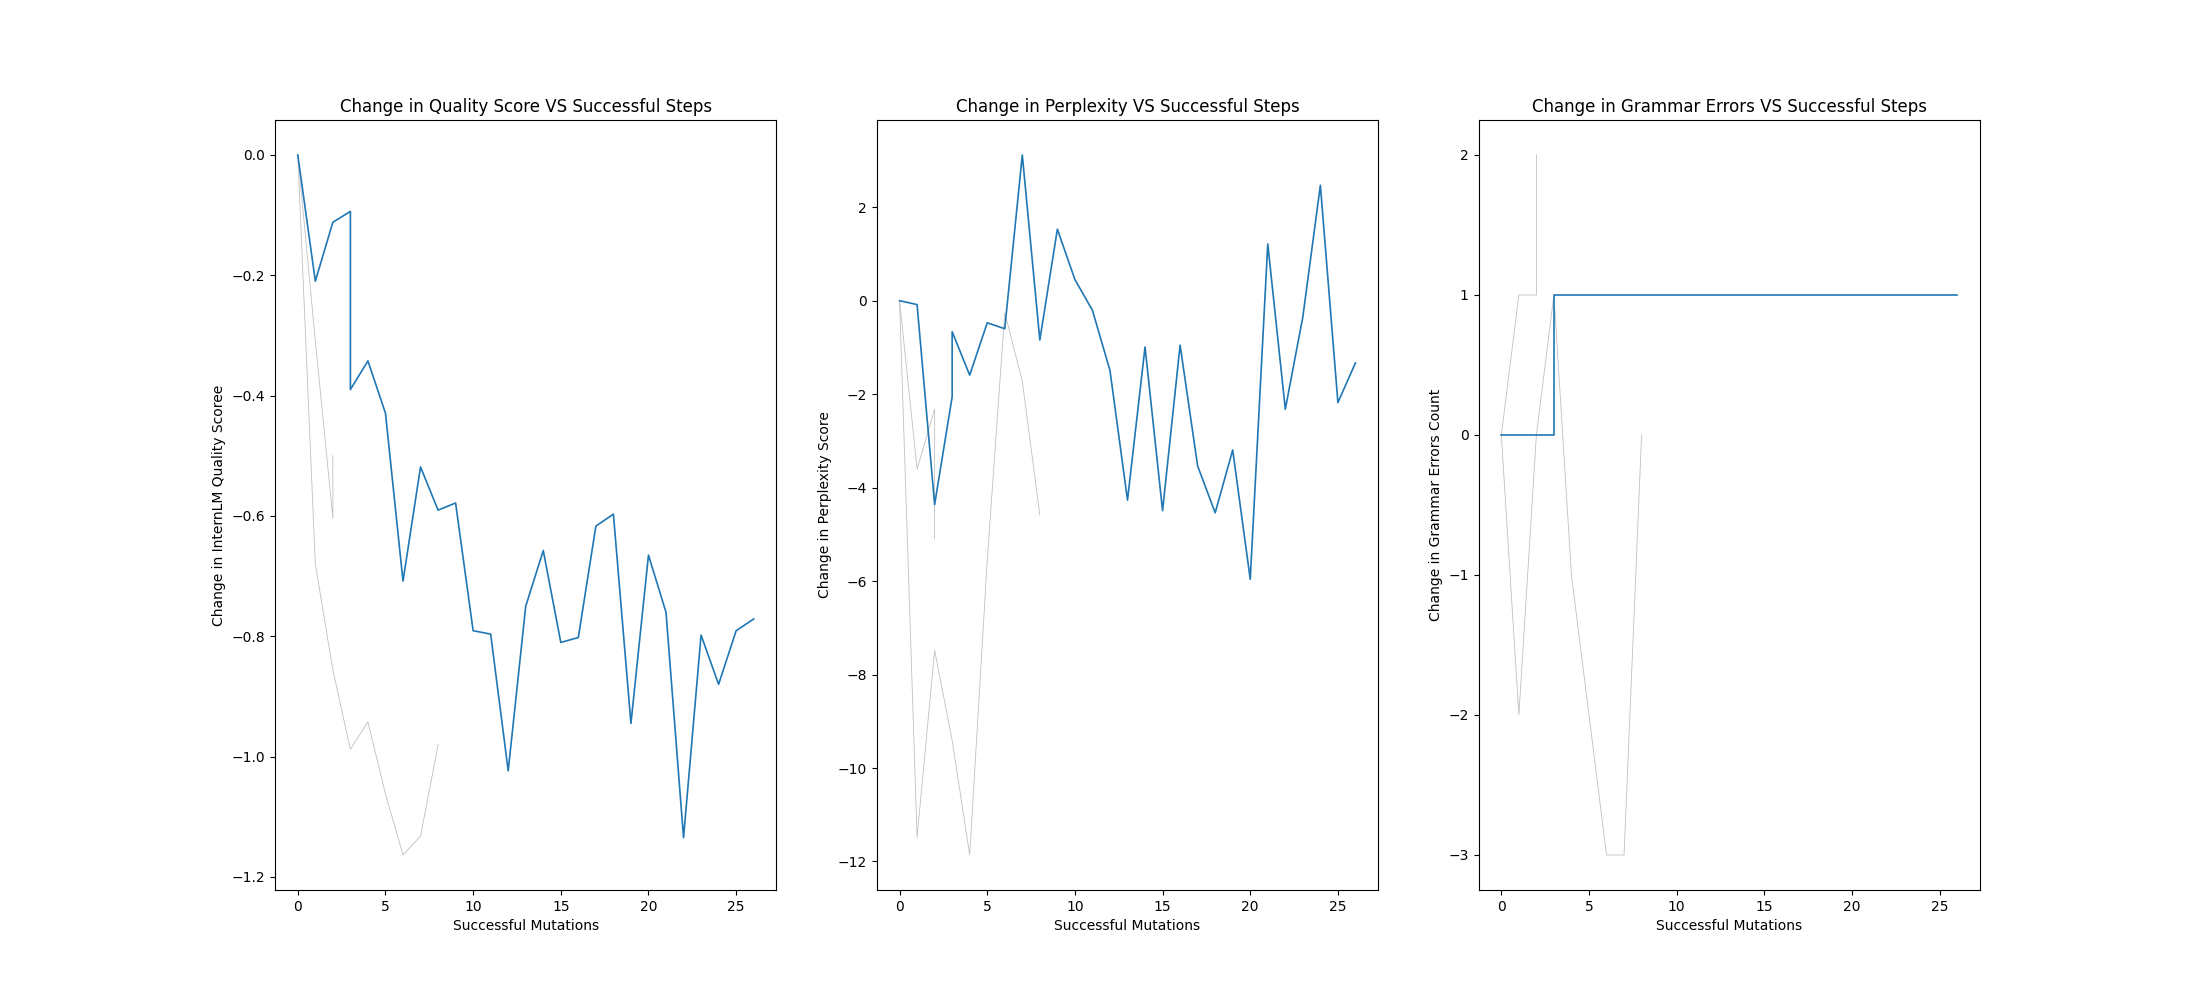 Change in Quality Score VS Successful Steps
Change in InternLM Quality Scoree
0.0
−0.2
−0.4
−0.6
−0.8
−1.0
−1.2
0 5 10 15 20 25
Successful Mutations
Change in Perplexity VS Successful Steps
Change in Perplexity Score
2
0
−2
−4
−6
−8
−10
−12
0 5 10 15 20 25
Successful Mutations
Change in Grammar Errors VS Successful Steps
Change in Grammar Errors Count
2
1
0
−1
−2
−3
0 5 10 15 20 25
Successful Mutations